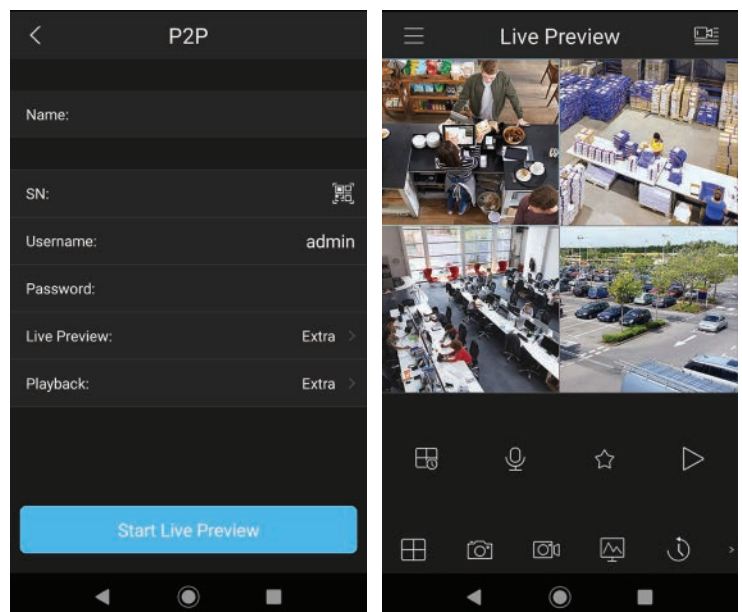 P2P
Name:
SN:
Username: admin
Password:
Live Preview: Extra >
Playback: Extra >
Start Live Preview
Live Preview